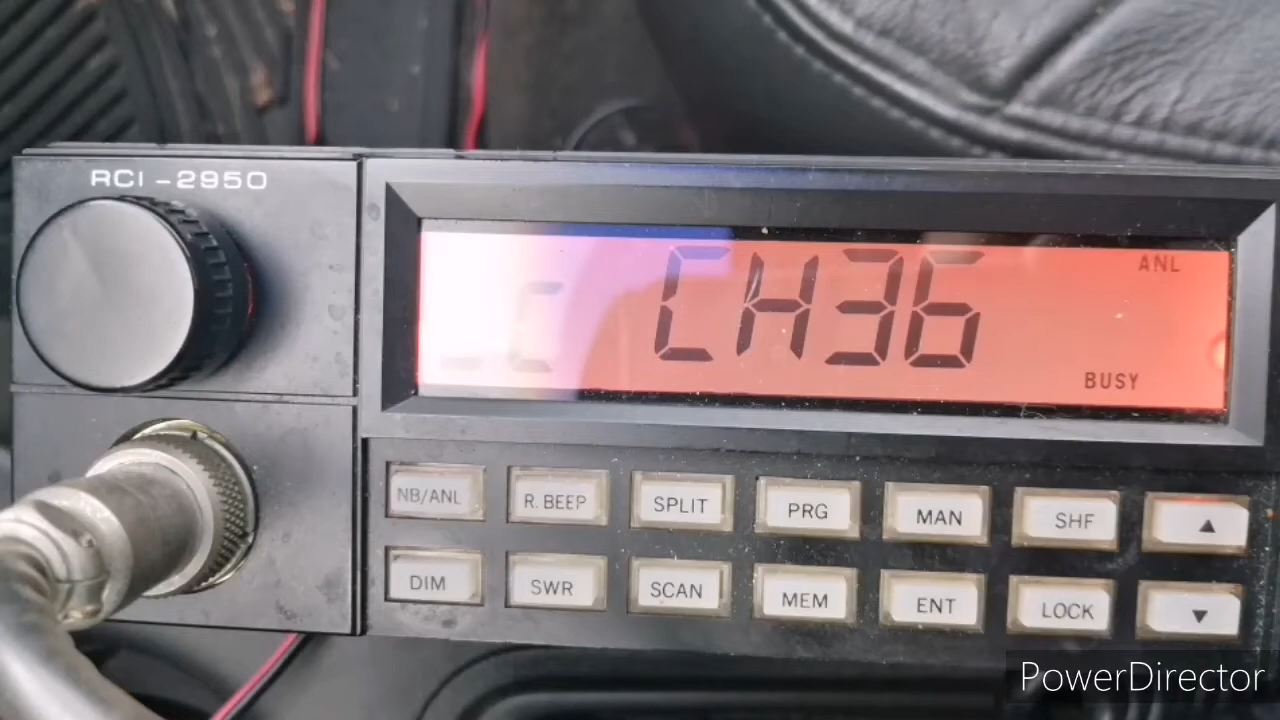 RCI-2950
C CH36
ANL
BUSY
NB/ANL R. BEEP SPLIT PRG MAN SHF ▲
DIM SWR SCAN MEM ENT LOCK ▼
PowerDirector